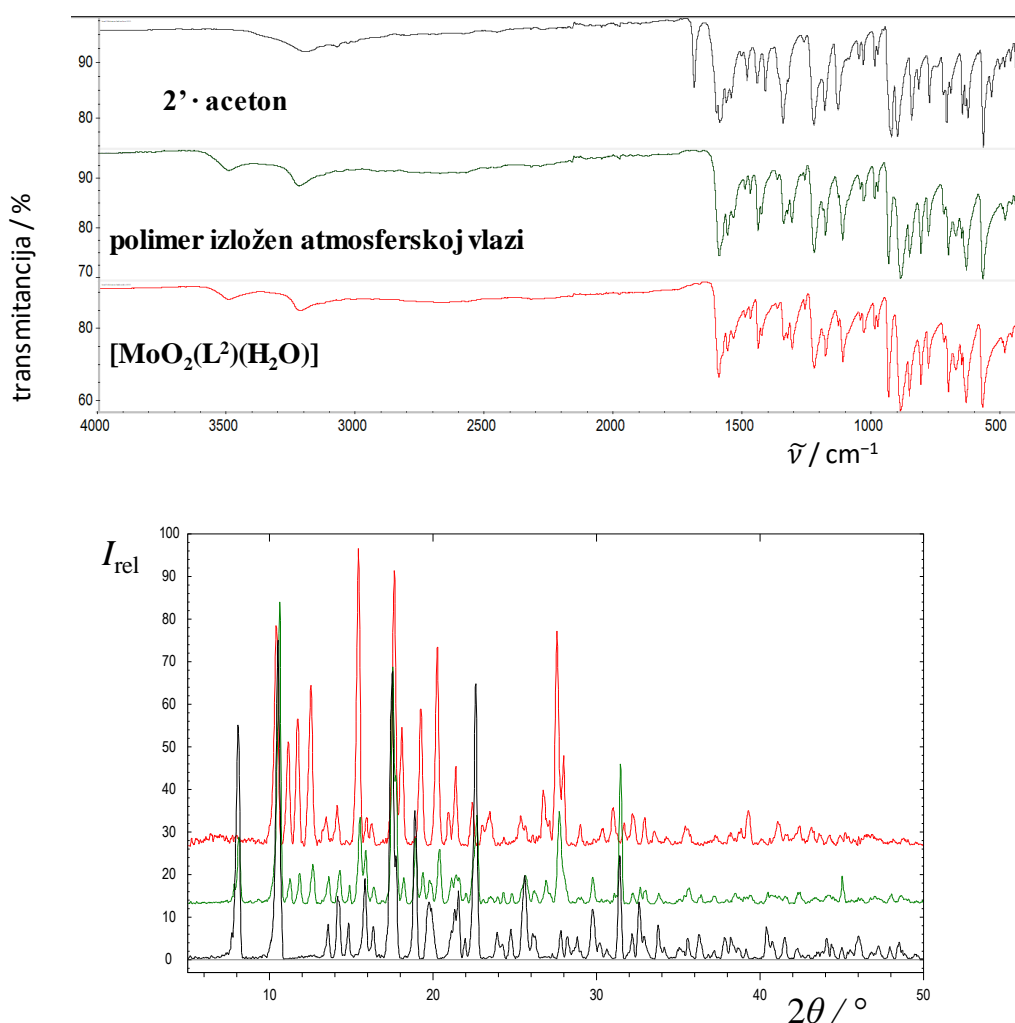 transmitancija / %
90
80
2’· aceton
90
80
70
polimer izložen atmosferskoj vlazi
80
60
[MoO₂(L²)(H₂O)]
4000 3500 3000 2500 2000 1500 1000 500
ṽ / cm⁻¹
I_rel
100
90
80
70
60
50
40
30
20
10
0
10 20 30 40 50
2θ / °